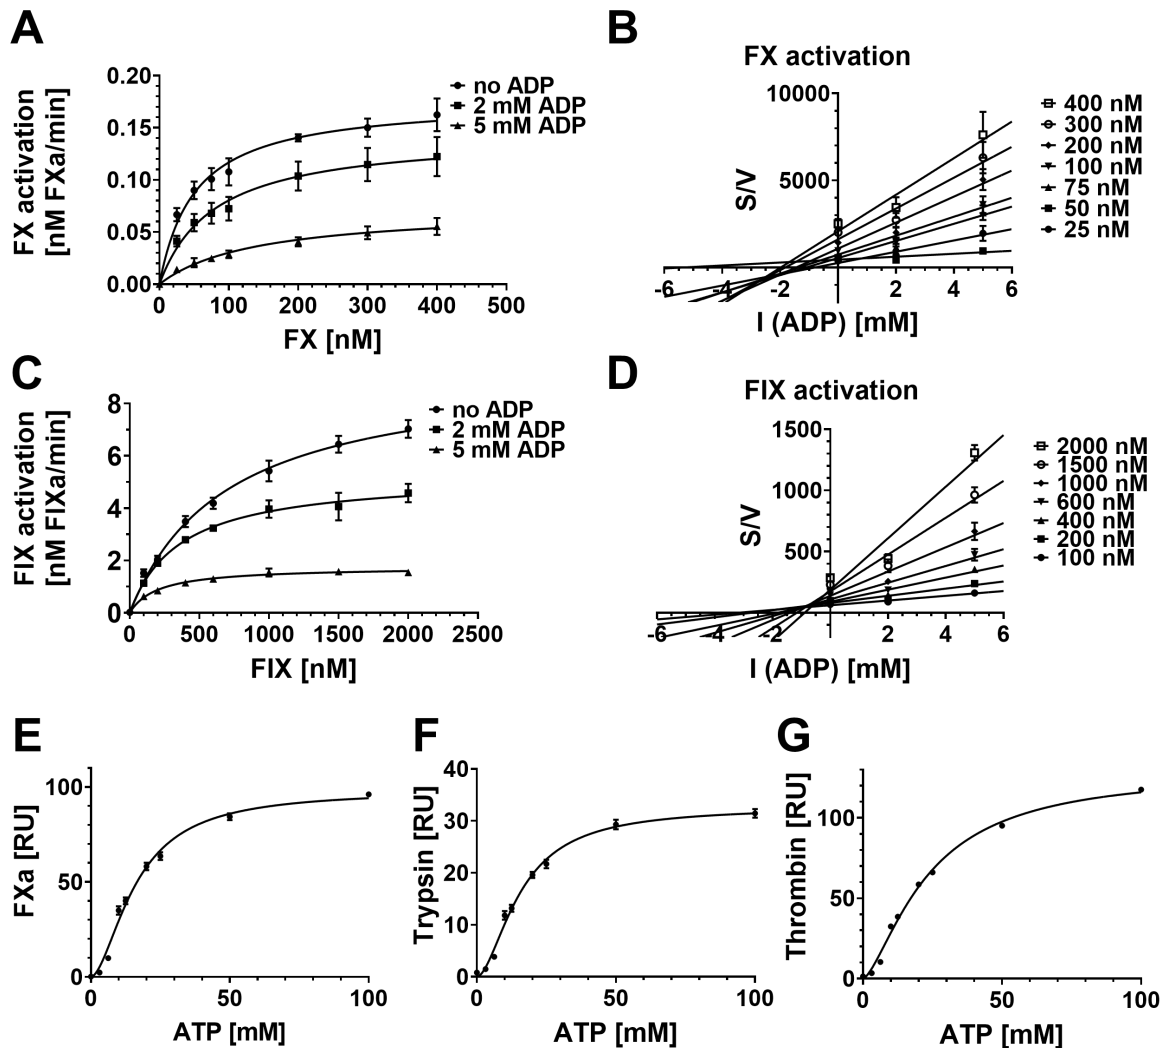 A
FX activation
[nM FXa/min]
0.20
0.15
0.10
0.05
0.00
0 100 200 300 400 500
FX [nM]
no ADP
2 mM ADP
5 mM ADP
B
FX activation
S/V
10000
5000
-6 -4 -2 2 4 6
I (ADP) [mM]
400 nM
300 nM
200 nM
100 nM
75 nM
50 nM
25 nM
C
FIX activation
[nM FIXa/min]
8
6
4
2
0
0 500 1000 1500 2000 2500
FIX [nM]
no ADP
2 mM ADP
5 mM ADP
D
FIX activation
S/V
1500
1000
500
-6 -4 -2 2 4 6
I (ADP) [mM]
2000 nM
1500 nM
1000 nM
600 nM
400 nM
200 nM
100 nM
E
FXa [RU]
100
50
0
0 50 100
ATP [mM]
F
Trypsin [RU]
40
30
20
10
0
0 50 100
ATP [mM]
G
Thrombin [RU]
100
50
0
0 50 100
ATP [mM]